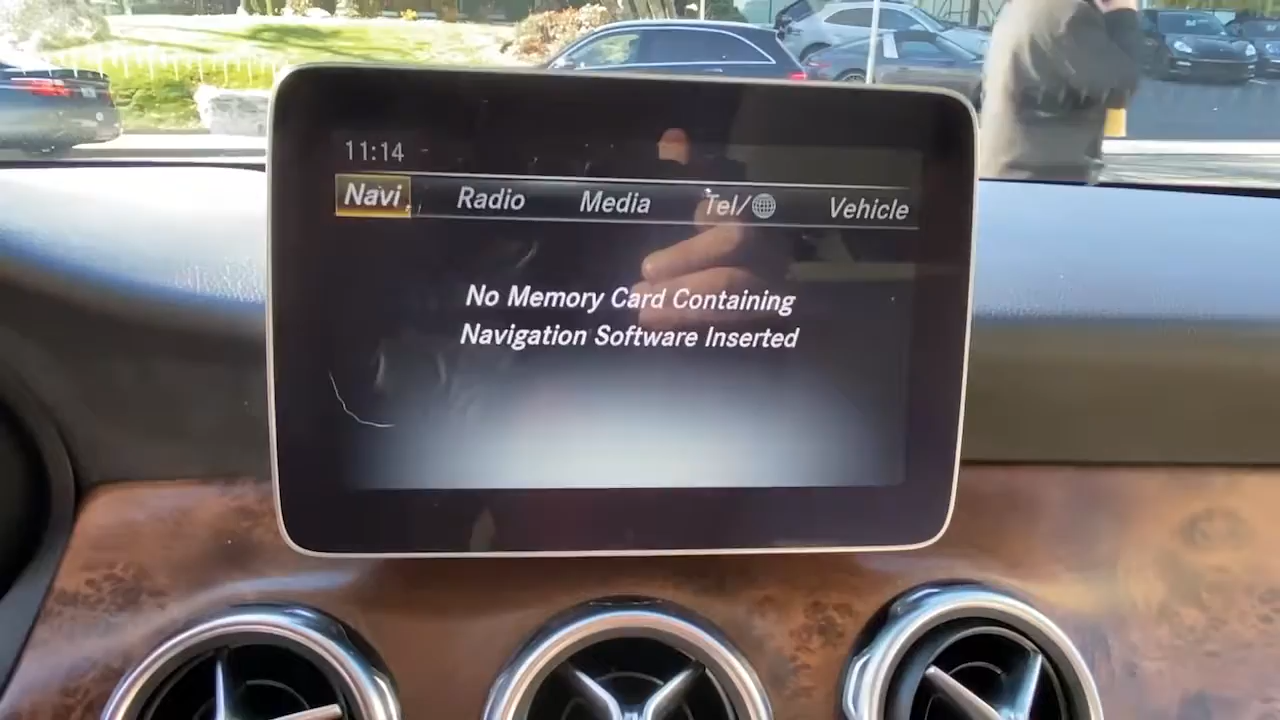 11:14
Navi Radio Media Tel/ Vehicle
No Memory Card Containing
Navigation Software Inserted